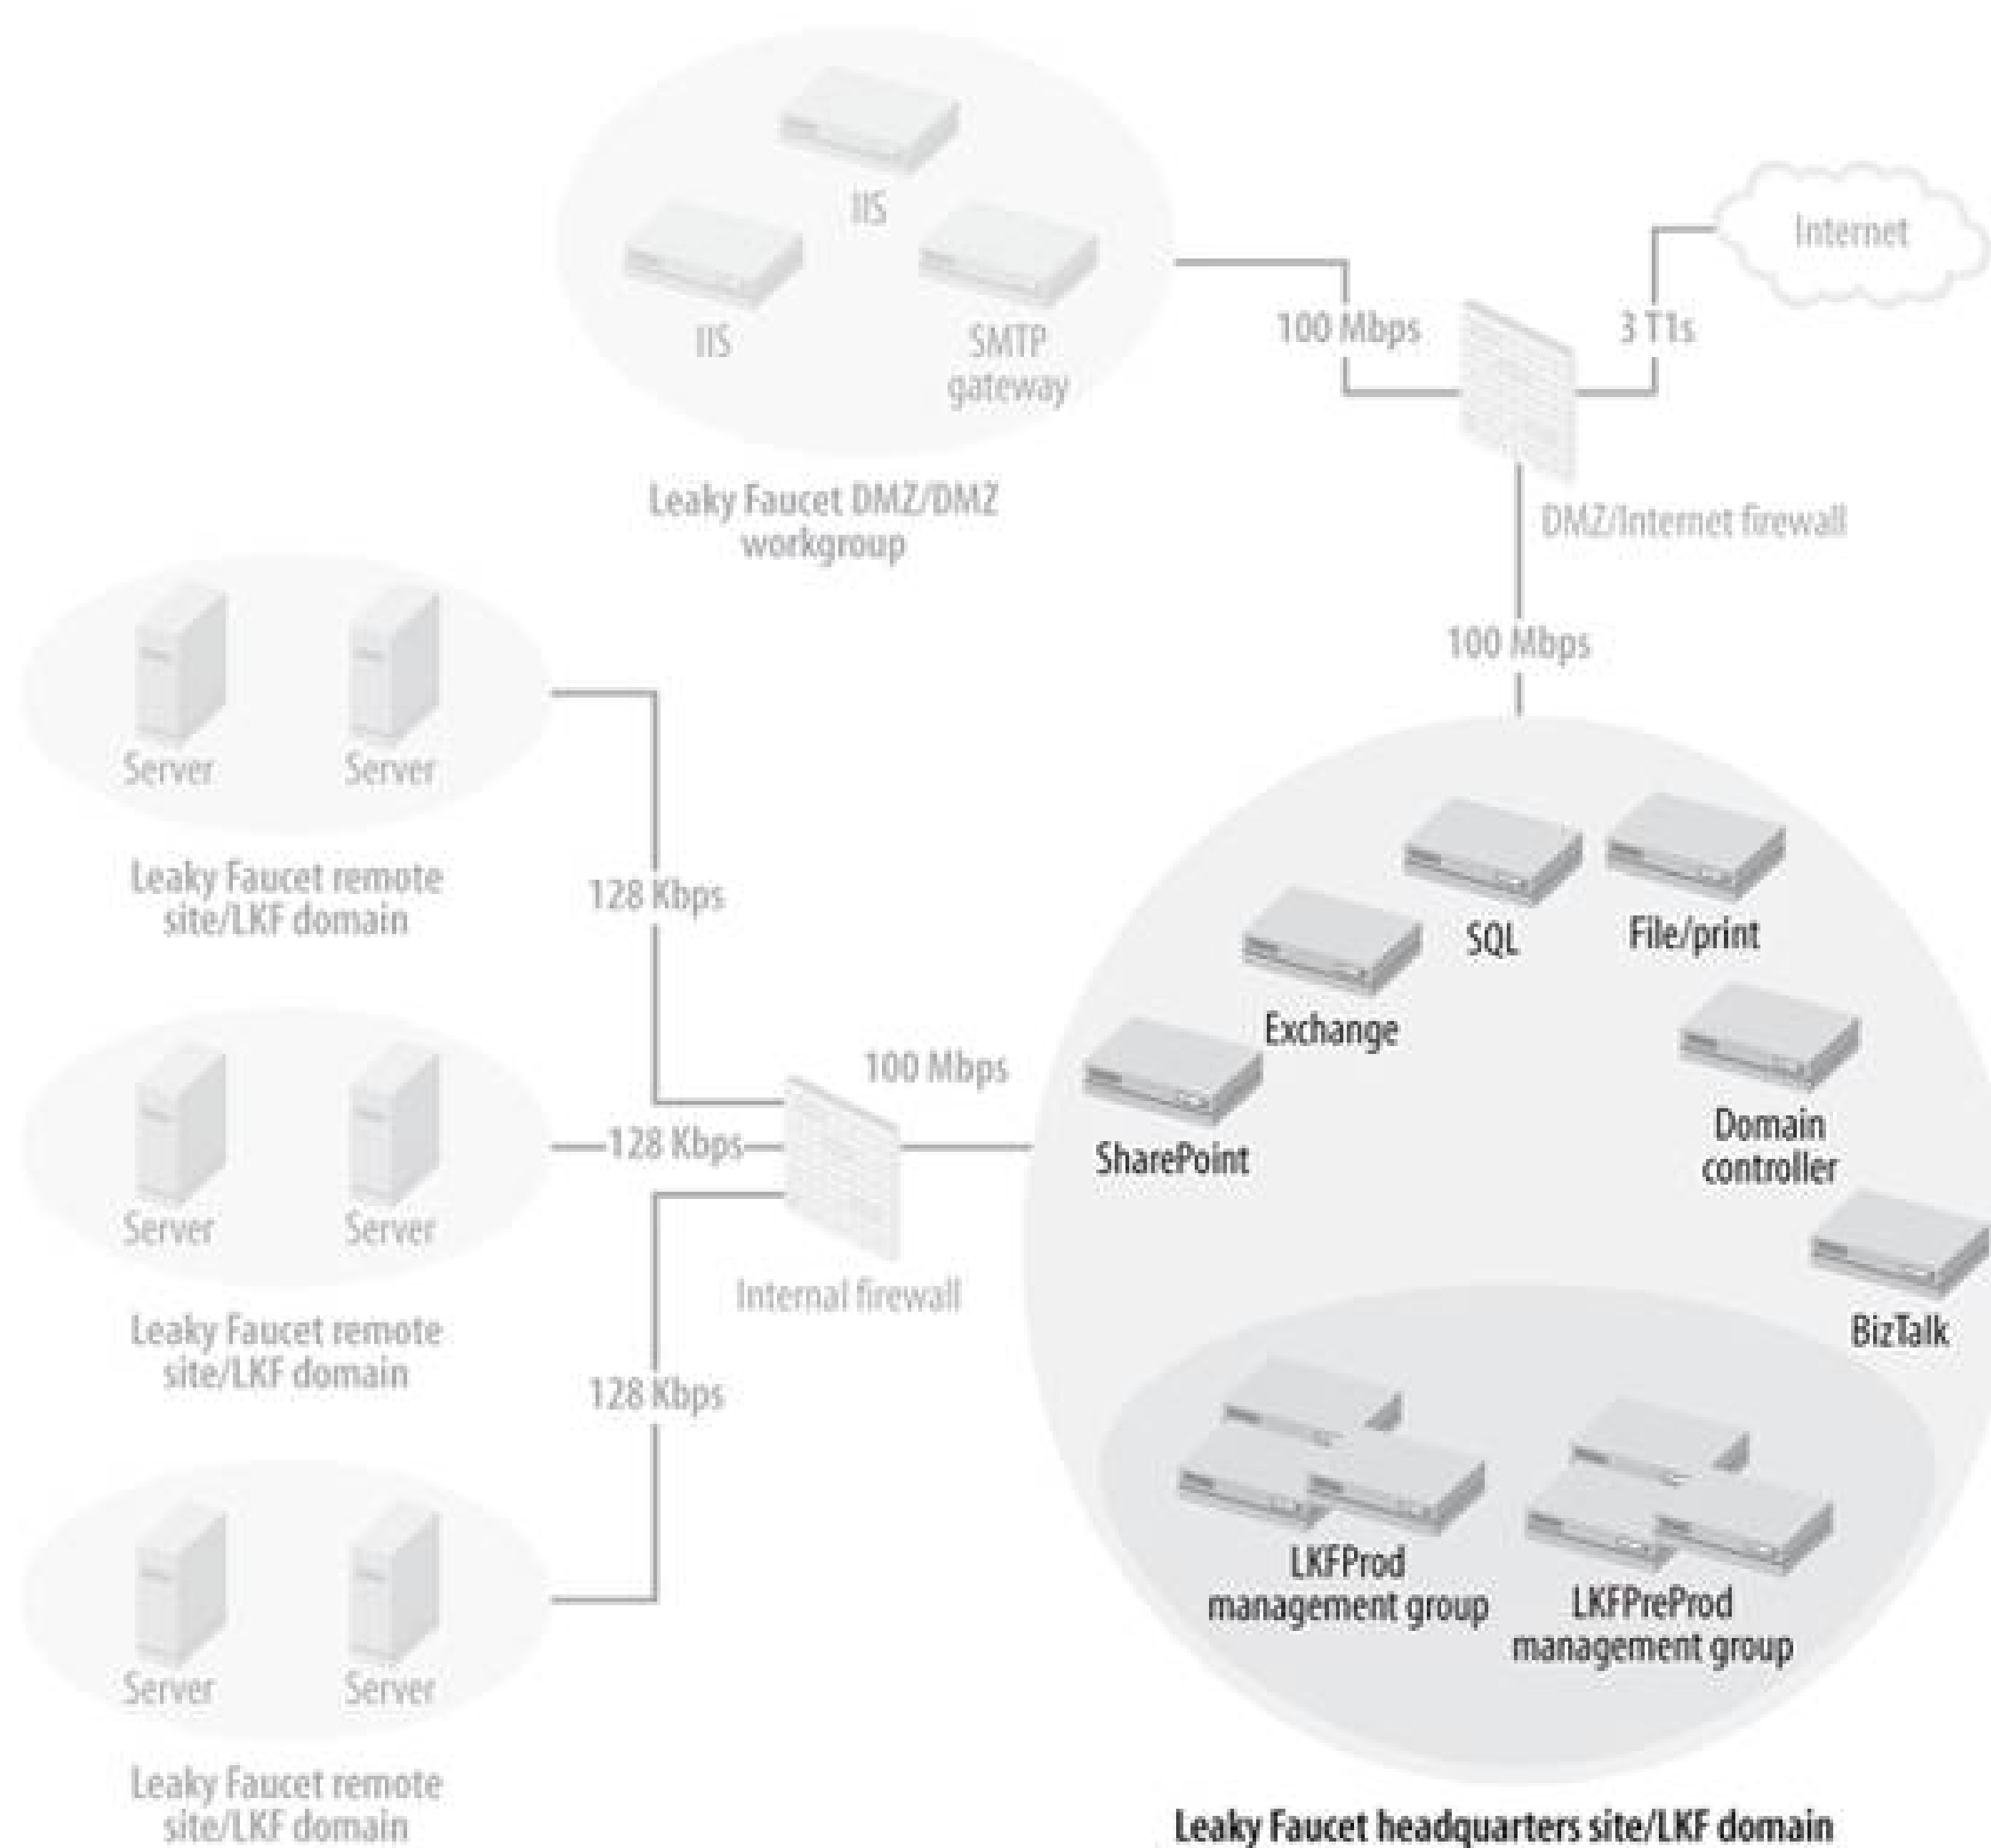 IIS
IIS
SMTP
gateway
Leaky Faucet DMZ/DMZ
workgroup
Internet
100 Mbps
3 T1s
DMZ/Internet firewall
100 Mbps
Server
Server
Leaky Faucet remote
site/LKF domain
128 Kbps
Server
Server
Leaky Faucet remote
site/LKF domain
128 Kbps
Server
Server
Leaky Faucet remote
site/LKF domain
128 Kbps
100 Mbps
Internal firewall
SQL
File/print
Exchange
SharePoint
Domain
controller
BizTalk
LKFProd
management group
LKFPreProd
management group
Leaky Faucet headquarters site/LKF domain